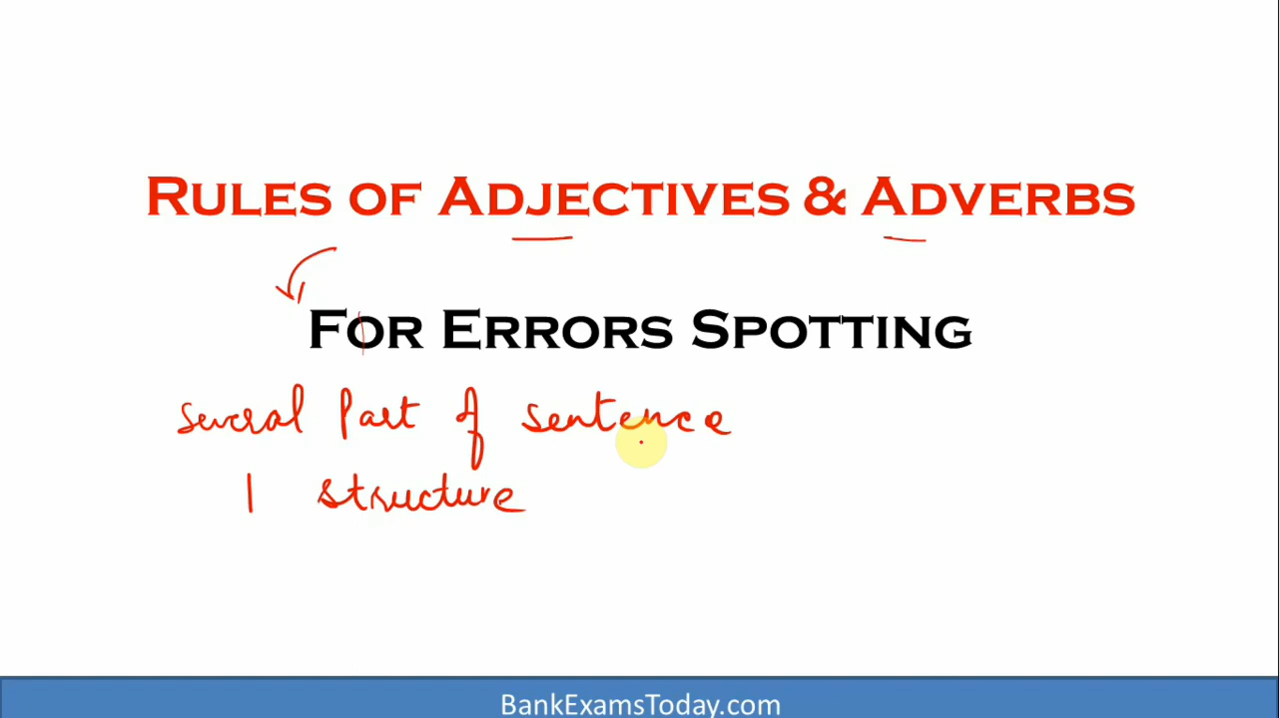 RULES OF ADJECTIVES & ADVERBS
FOR ERRORS SPOTTING
several part of sentence
1 structure
BankExamsToday.com